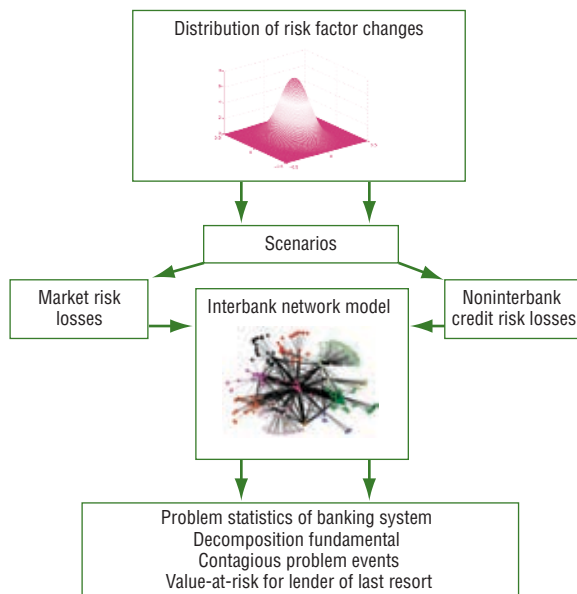 Distribution of risk factor changes
Scenarios
Market risk
losses
Interbank network model
Noninterbank
credit risk losses
Problem statistics of banking system
Decomposition fundamental
Contagious problem events
Value-at-risk for lender of last resort